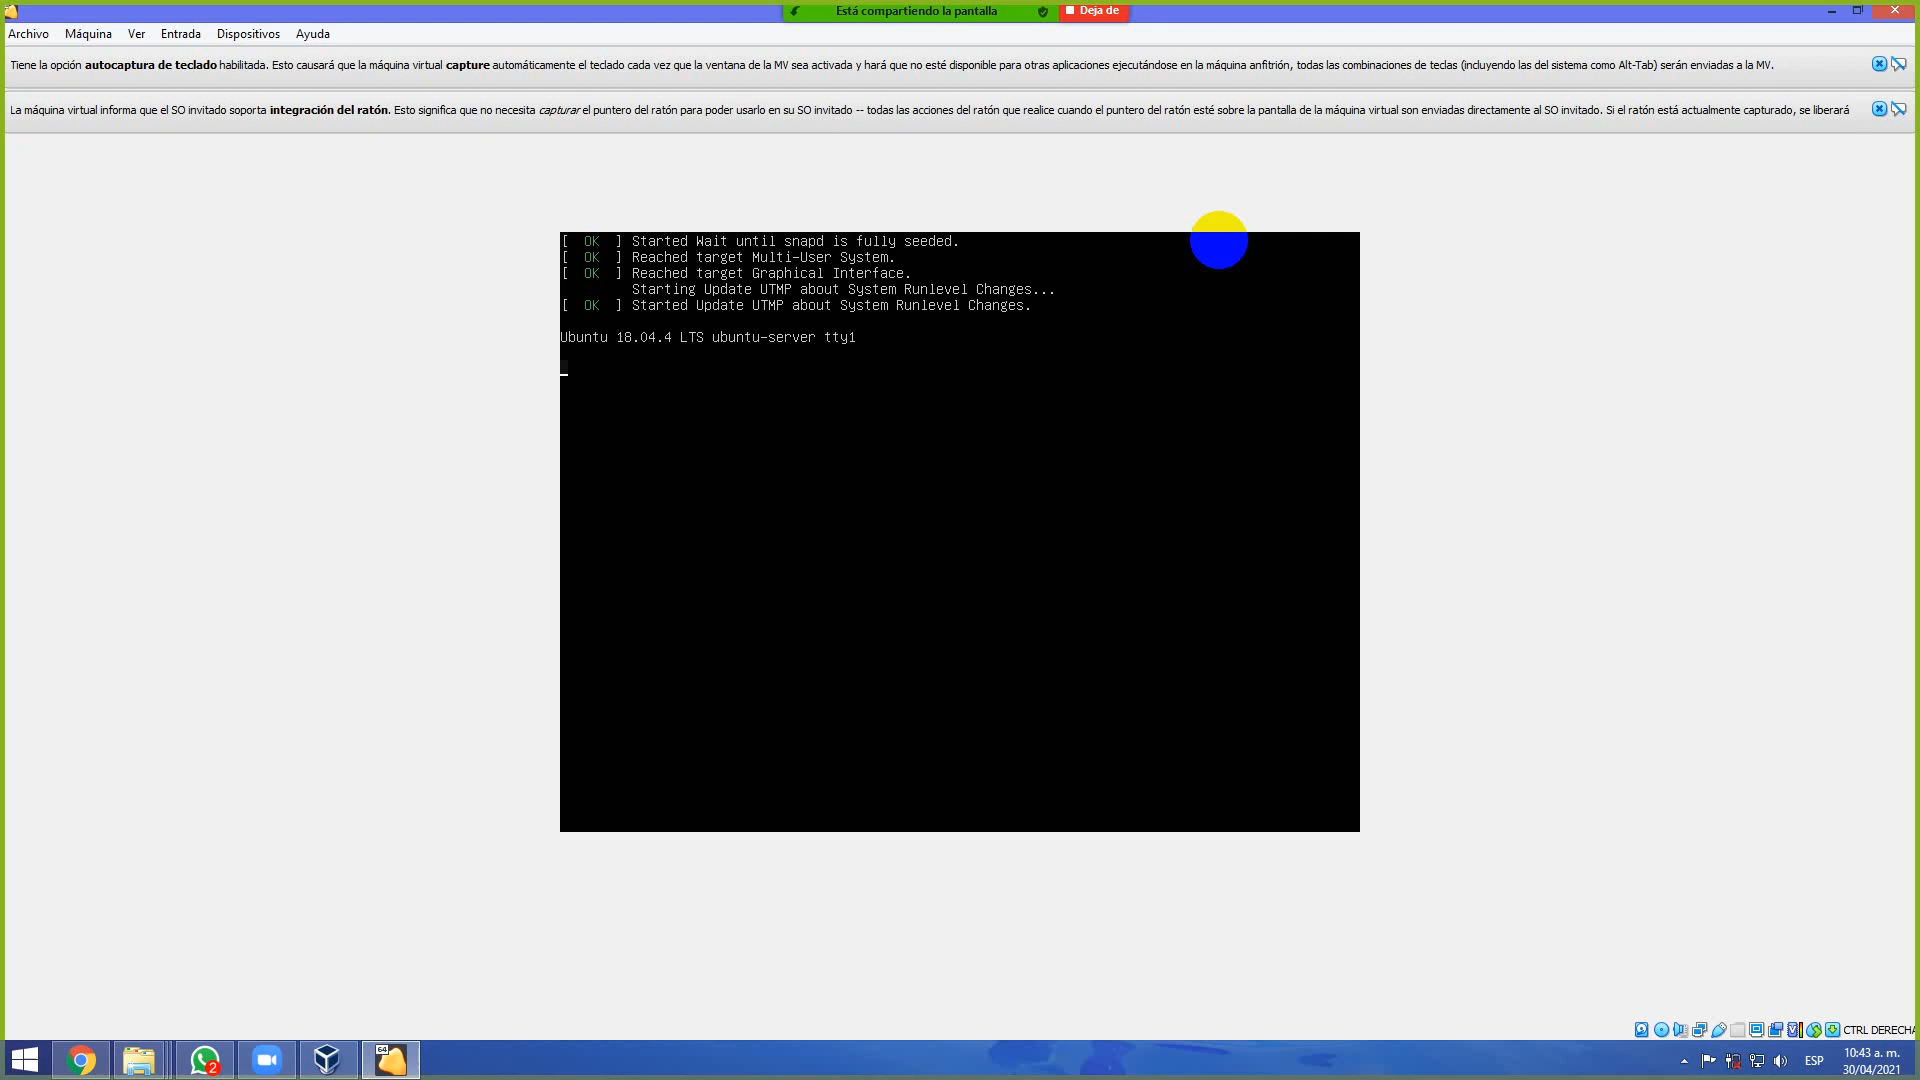 Está compartiendo la pantalla
Deja de
Archivo Máquina Ver Entrada Dispositivos Ayuda
Tiene la opción autocaptura de teclado habilitada. Esto causará que la máquina virtual capture automáticamente el teclado cada vez que la ventana de la MV sea activada y hará que no esté disponible para otras aplicaciones ejecutándose en la máquina anfitrión, todas las combinaciones de teclas (incluyendo las del sistema como Alt-Tab) serán enviadas a la MV.
La máquina virtual informa que el SO invitado soporta integración del ratón. Esto significa que no necesita capturar el puntero del ratón para poder usarlo en su SO invitado -- todas las acciones del ratón que realice cuando el puntero del ratón esté sobre la pantalla de la máquina virtual son enviadas directamente al SO invitado. Si el ratón está actualmente capturado, se liberará
[ OK ] Started Wait until snapd is fully seeded.
[ OK ] Reached target Multi-User System.
[ OK ] Reached target Graphical Interface.
Starting Update UTMP about System Runlevel Changes...
[ OK ] Started Update UTMP about System Runlevel Changes.
Ubuntu 18.04.4 LTS ubuntu-server tty1
_
CTRL DERECHA
64
2
ESP
10:43 a. m.
30/04/2021